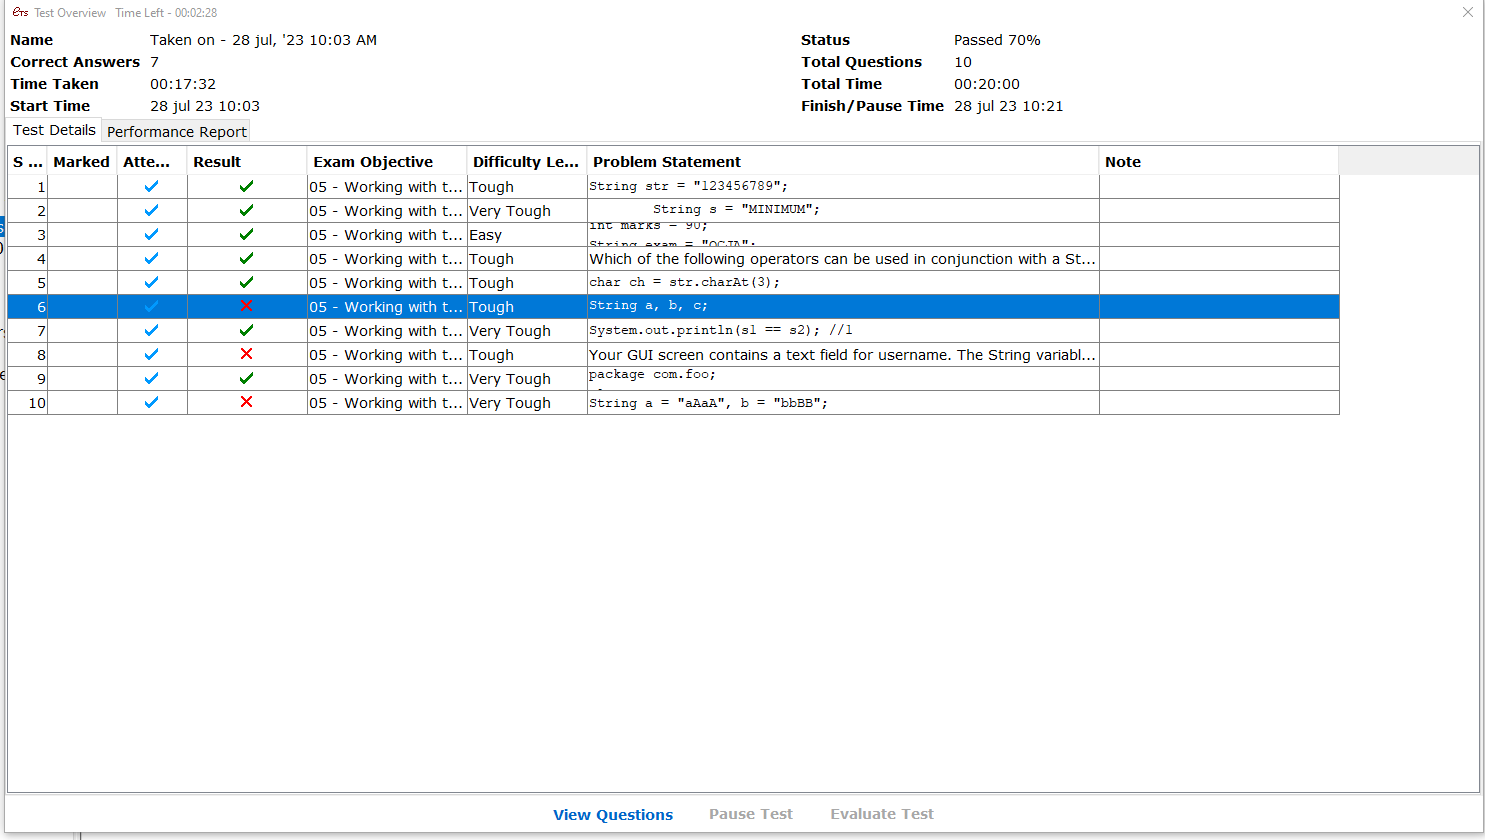 eTS Test Overview Time Left - 00:02:28
Name Taken on - 28 jul, '23 10:03 AM Status Passed 70%
Correct Answers 7 Total Questions 10
Time Taken 00:17:32 Total Time 00:20:00
Start Time 28 jul 23 10:03 Finish/Pause Time 28 jul 23 10:21
Test Details Performance Report
S ... Marked Atte... Result Exam Objective Difficulty Le... Problem Statement Note
1 05 - Working with t... Tough String str = "123456789";
2 05 - Working with t... Very Tough String s = "MINIMUM";
3 05 - Working with t... Easy int marks = 90;
String exam = "OCJA";
4 05 - Working with t... Tough Which of the following operators can be used in conjunction with a St...
5 05 - Working with t... Tough char ch = str.charAt(3);
6 05 - Working with t... Tough String a, b, c;
7 05 - Working with t... Very Tough System.out.println(s1 == s2); //1
8 05 - Working with t... Tough Your GUI screen contains a text field for username. The String variabl...
9 05 - Working with t... Very Tough package com.foo;
10 05 - Working with t... Very Tough String a = "aAaA", b = "bbBB";
View Questions Pause Test Evaluate Test